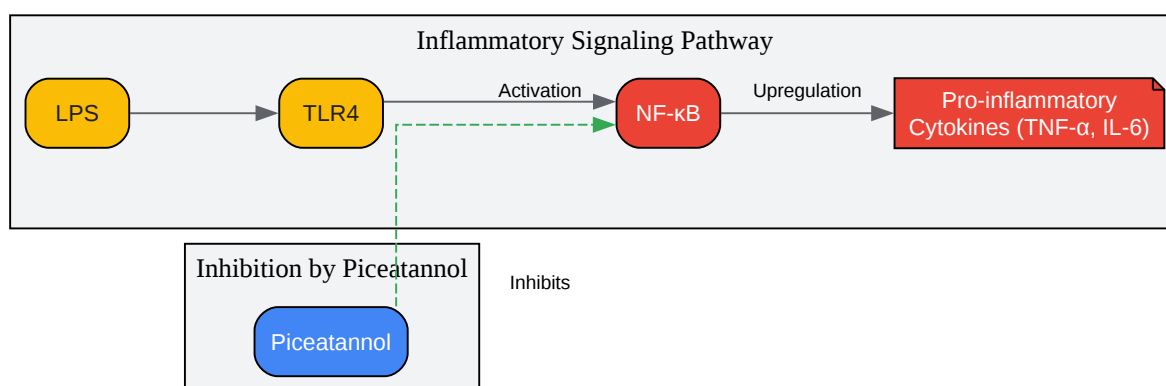 Inflammatory Signaling Pathway
LPS
TLR4
Activation
NF-κB
Upregulation
Pro-inflammatory
Cytokines (TNF-α, IL-6)
Inhibition by Piceatannol
Inhibits
Piceatannol